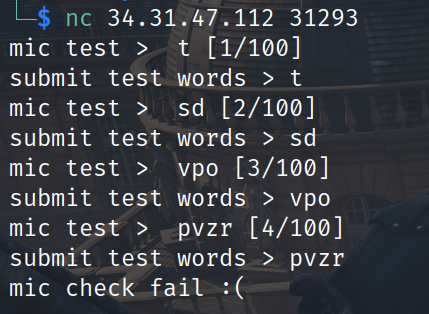 $ nc 34.31.47.112 31293
mic test >  t [1/100]
submit test words > t
mic test >  sd [2/100]
submit test words > sd
mic test >  vpo [3/100]
submit test words > vpo
mic test >  pvzr [4/100]
submit test words > pvzr
mic check fail :(